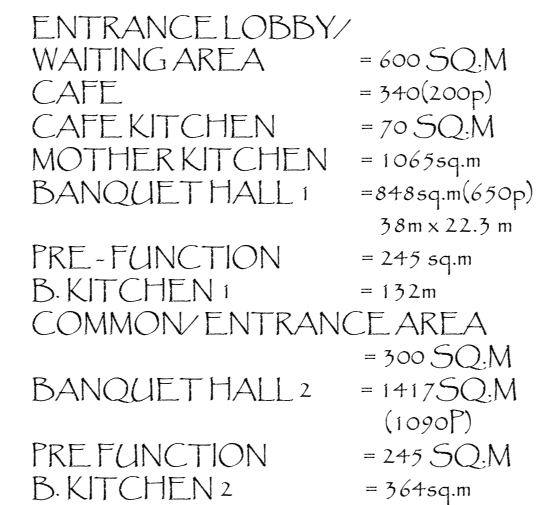 ENTRANCE LOBBY/
WAITING AREA = 600 SQ.M
CAFE = 340(200p)
CAFE KITCHEN = 70 SQ.M
MOTHER KITCHEN = 1065sq.m
BANQUET HALL 1 =848sq.m(650p)
38m x 22.3 m
PRE - FUNCTION = 245 sq.m
B. KITCHEN 1 = 132m
COMMON/ ENTRANCE AREA
= 300 SQ.M
BANQUET HALL 2 = 1417SQ.M
(1090P)
PRE FUNCTION = 245 SQ.M
B. KITCHEN 2 = 364sq.m